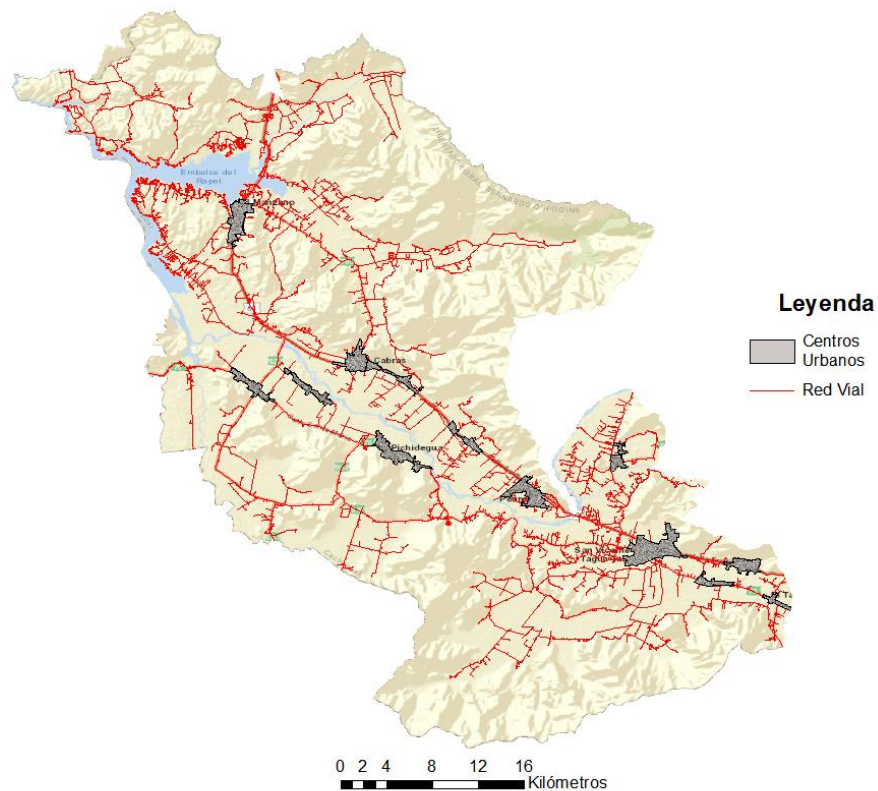 Embalse del
Rapel
Manzano
Cabras
Pichidegua
San Vicente
Leyenda
Centros
Urbanos
Red Vial
0 2 4 8 12 16
Kilómetros